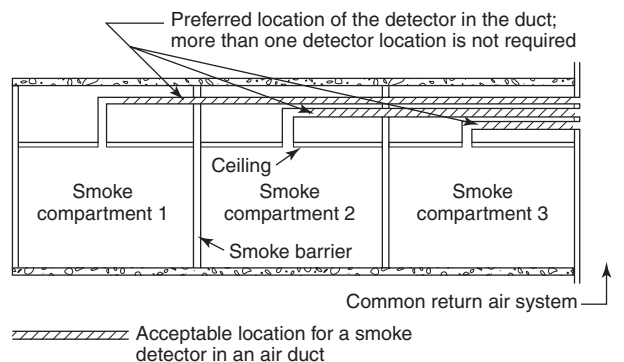 Preferred location of the detector in the duct;
more than one detector location is not required
Ceiling
Smoke
compartment 1
Smoke
compartment 2
Smoke
compartment 3
Smoke barrier
Common return air system
Acceptable location for a smoke
detector in an air duct